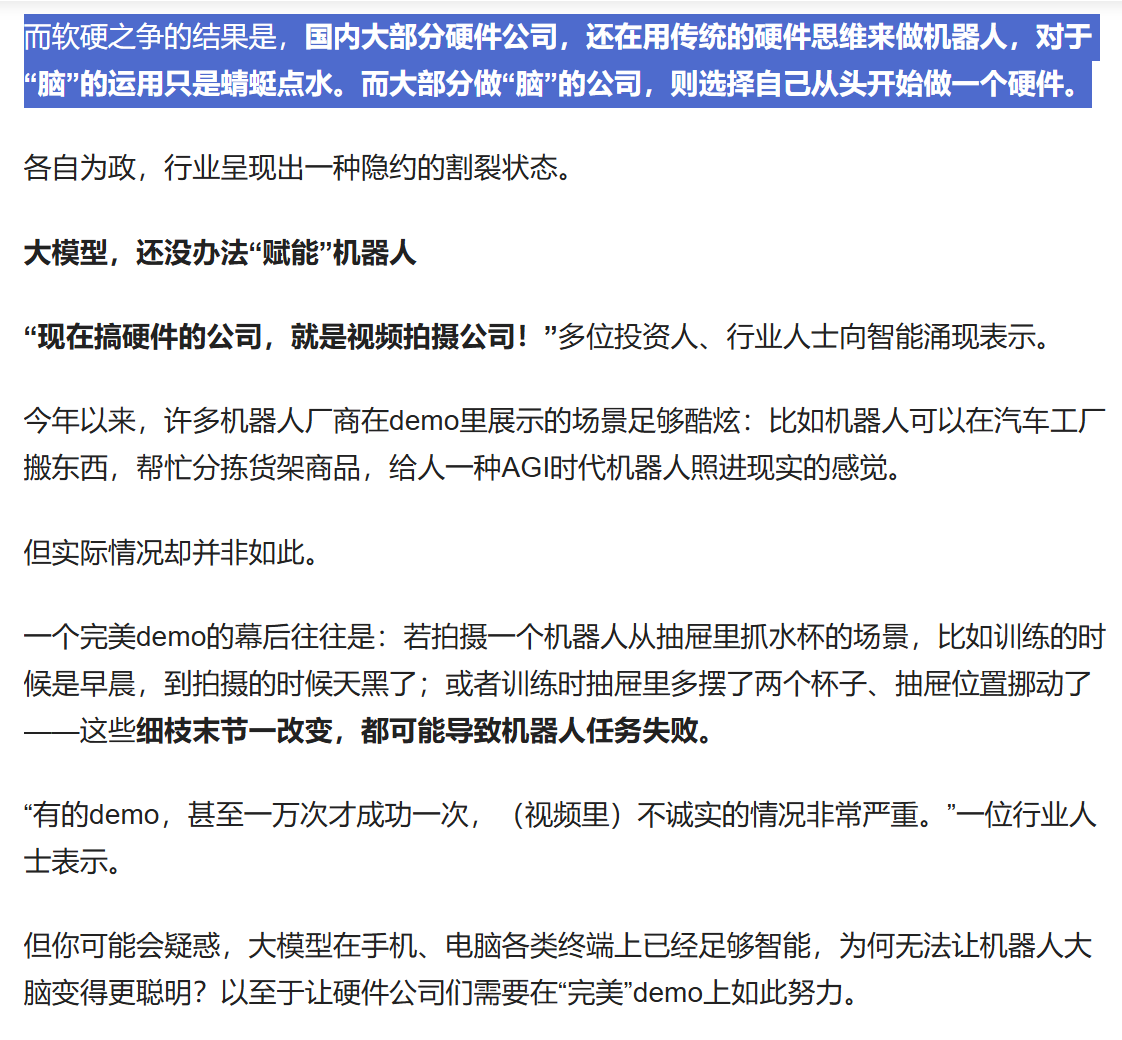 而软硬之争的结果是，国内大部分硬件公司，还在用传统的硬件思维来做机器人，对于
“脑”的运用只是蜻蜓点水。而大部分做“脑”的公司，则选择自己从头开始做一个硬件。
各自为政，行业呈现出一种隐约的割裂状态。
大模型，还没办法“赋能”机器人
“现在搞硬件的公司，就是视频拍摄公司！”多位投资人、行业人士向智能涌现表示。
今年以来，许多机器人厂商在demo里展示的场景足够酷炫：比如机器人可以在汽车工厂
搬东西，帮忙分拣货架商品，给人一种AGI时代机器人照进现实的感觉。
但实际情况却并非如此。
一个完美demo的幕后往往是：若拍摄一个机器人从抽屉里抓水杯的场景，比如训练的时
候是早晨，到拍摄的时候天黑了；或者训练时抽屉里多摆了两个杯子、抽屉位置挪动了
——这些细枝末节一改变，都可能导致机器人任务失败。
“有的demo，甚至一万次才成功一次，（视频里）不诚实的情况非常严重。”一位行业人
士表示。
但你可能会疑惑，大模型在手机、电脑各类终端上已经足够智能，为何无法让机器人大
脑变得更聪明？以至于让硬件公司们需要在“完美”demo上如此努力。